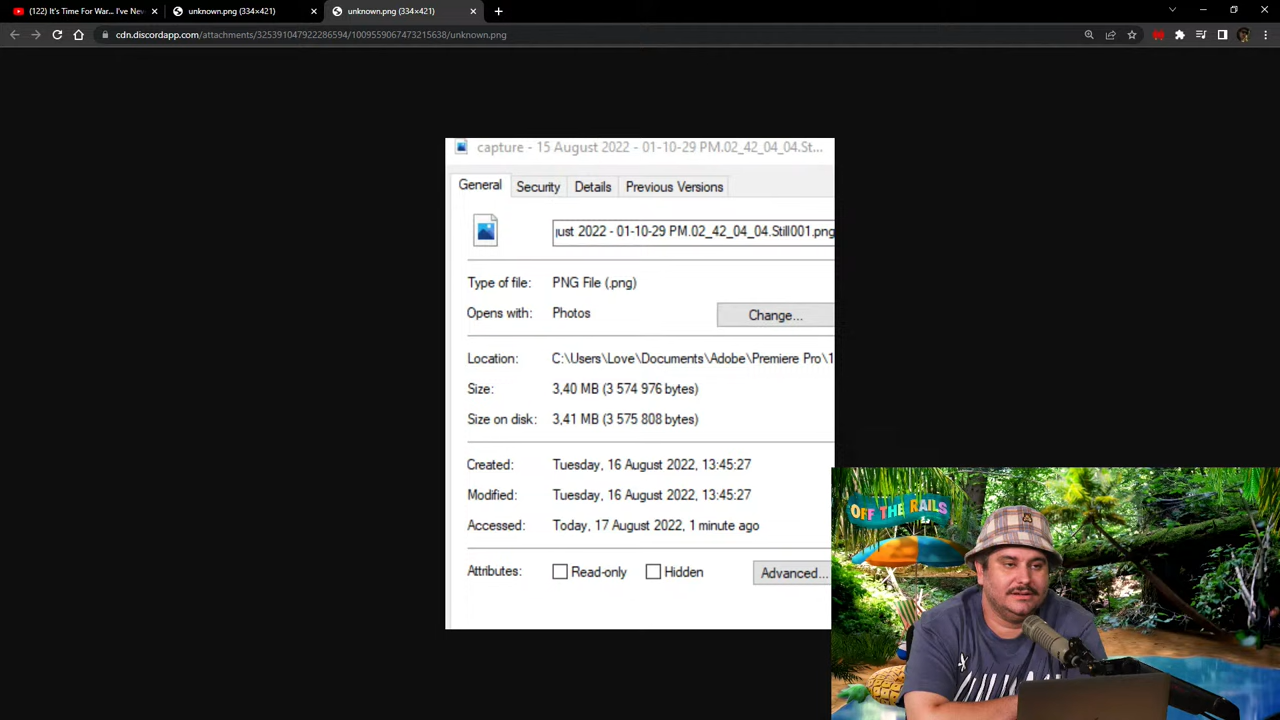 (122) It's Time For War... I've Nev
unknown.png (334×421)
unknown.png (334×421)
cdn.discordapp.com/attachments/325391047922286594/1009559067473215638/unknown.png
capture - 15 August 2022 - 01-10-29 PM.02_42_04_04.St...
General Security Details Previous Versions
ust 2022 - 01-10-29 PM.02_42_04_04.Still001.png
Type of file: PNG File (.png)
Opens with: Photos Change...
Location: C:\Users\Love\Documents\Adobe\Premiere Pro\1
Size: 3,40 MB (3 574 976 bytes)
Size on disk: 3,41 MB (3 575 808 bytes)
Created: Tuesday, 16 August 2022, 13:45:27
Modified: Tuesday, 16 August 2022, 13:45:27
Accessed: Today, 17 August 2022, 1 minute ago
Attributes: Read-only Hidden Advanced...
OFF THE RAILS